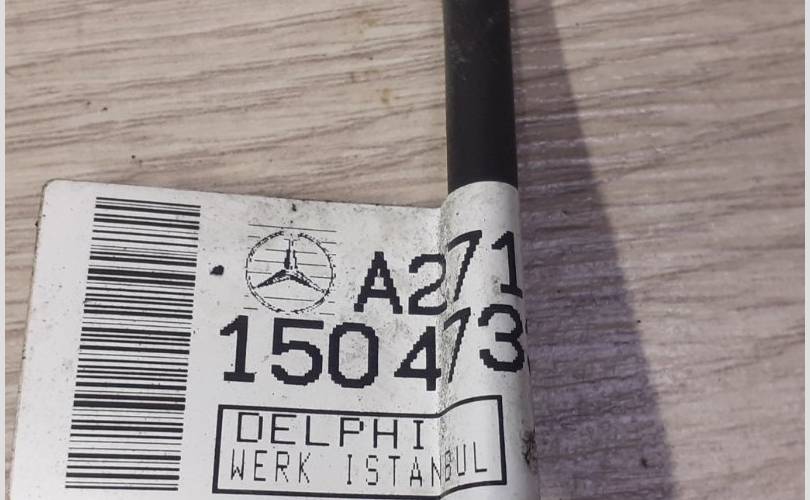 A271
150473
DELPHI
WERK ISTANBUL